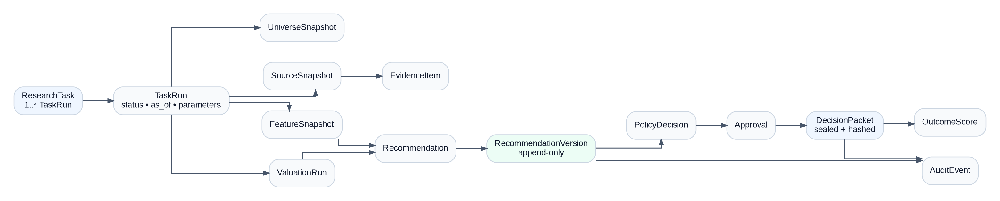 UniverseSnapshot
SourceSnapshot
EvidenceItem
ResearchTask
1..* TaskRun
TaskRun
status • as_of • parameters
FeatureSnapshot
PolicyDecision
Approval
DecisionPacket
sealed + hashed
OutcomeScore
Recommendation
RecommendationVersion
append-only
ValuationRun
AuditEvent